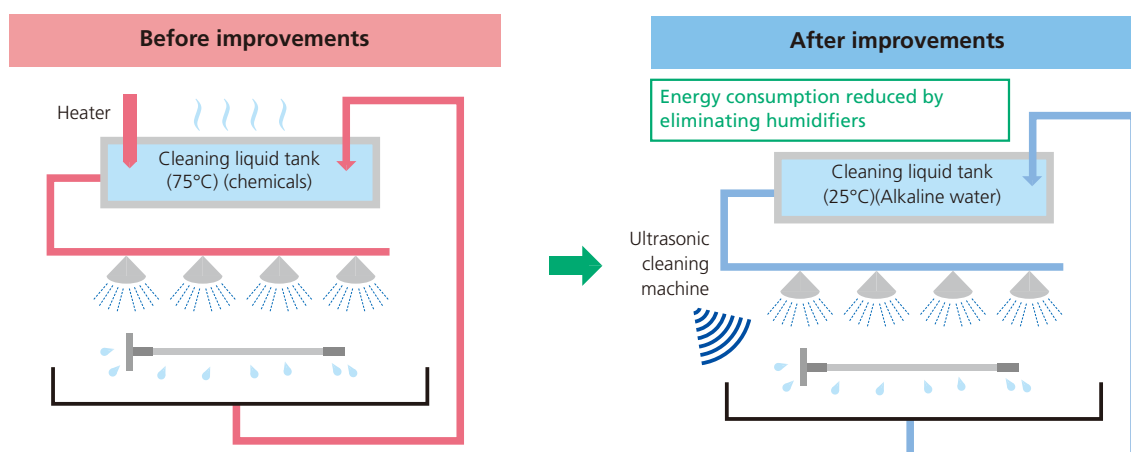 Before improvements
Heater
Cleaning liquid tank
(75°C) (chemicals)
After improvements
Energy consumption reduced by
eliminating humidifiers
Cleaning liquid tank
(25°C)(Alkaline water)
Ultrasonic
cleaning
machine